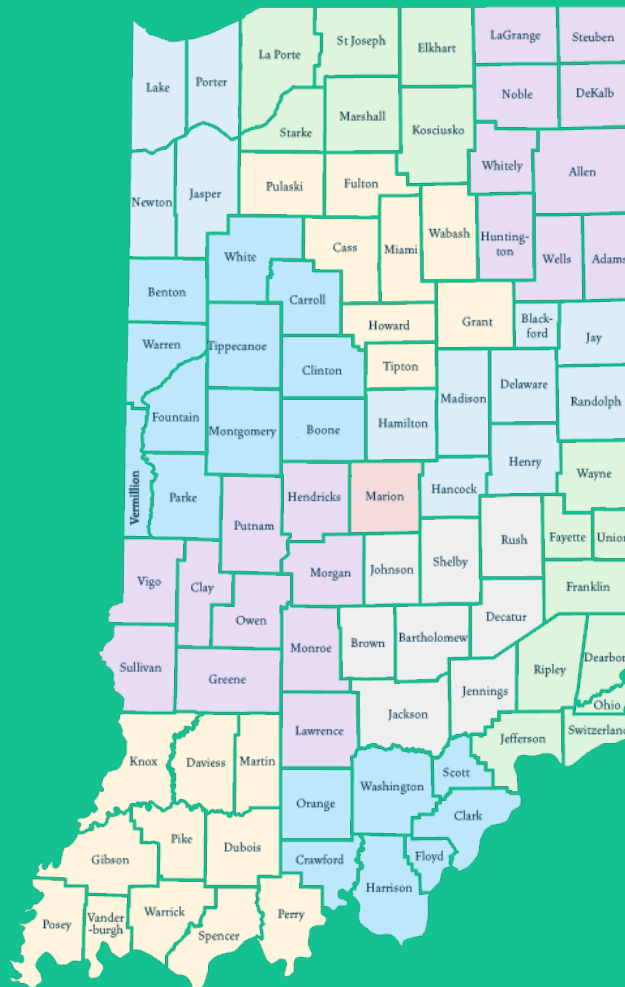 LaGrange
Steuben
St Joseph
Elkhart
La Porte
Lake
Porter
Noble
DeKalb
Marshall
Starke
Kosciusko
Whitely
Allen
Newton
Jasper
Pulaski
Fulton
White
Cass
Miami
Wabash
Hunting-
ton
Wells
Adams
Benton
Carroll
Howard
Grant
Black-
ford
Jay
Warren
Tippecanoe
Clinton
Tipton
Madison
Delaware
Randolph
Fountain
Montgomery
Boone
Hamilton
Henry
Wayne
Vermillion
Parke
Putnam
Hendricks
Marion
Hancock
Rush
Fayette
Union
Vigo
Clay
Morgan
Johnson
Shelby
Franklin
Owen
Monroe
Brown
Bartholomew
Decatur
Sullivan
Greene
Jennings
Ripley
Dearbor
Ohio
Lawrence
Jackson
Jefferson
Switzerland
Knox
Daviess
Martin
Orange
Washington
Scott
Clark
Gibson
Pike
Dubois
Crawford
Floyd
Harrison
Posey
Vander
-burgh
Warrick
Spencer
Perry